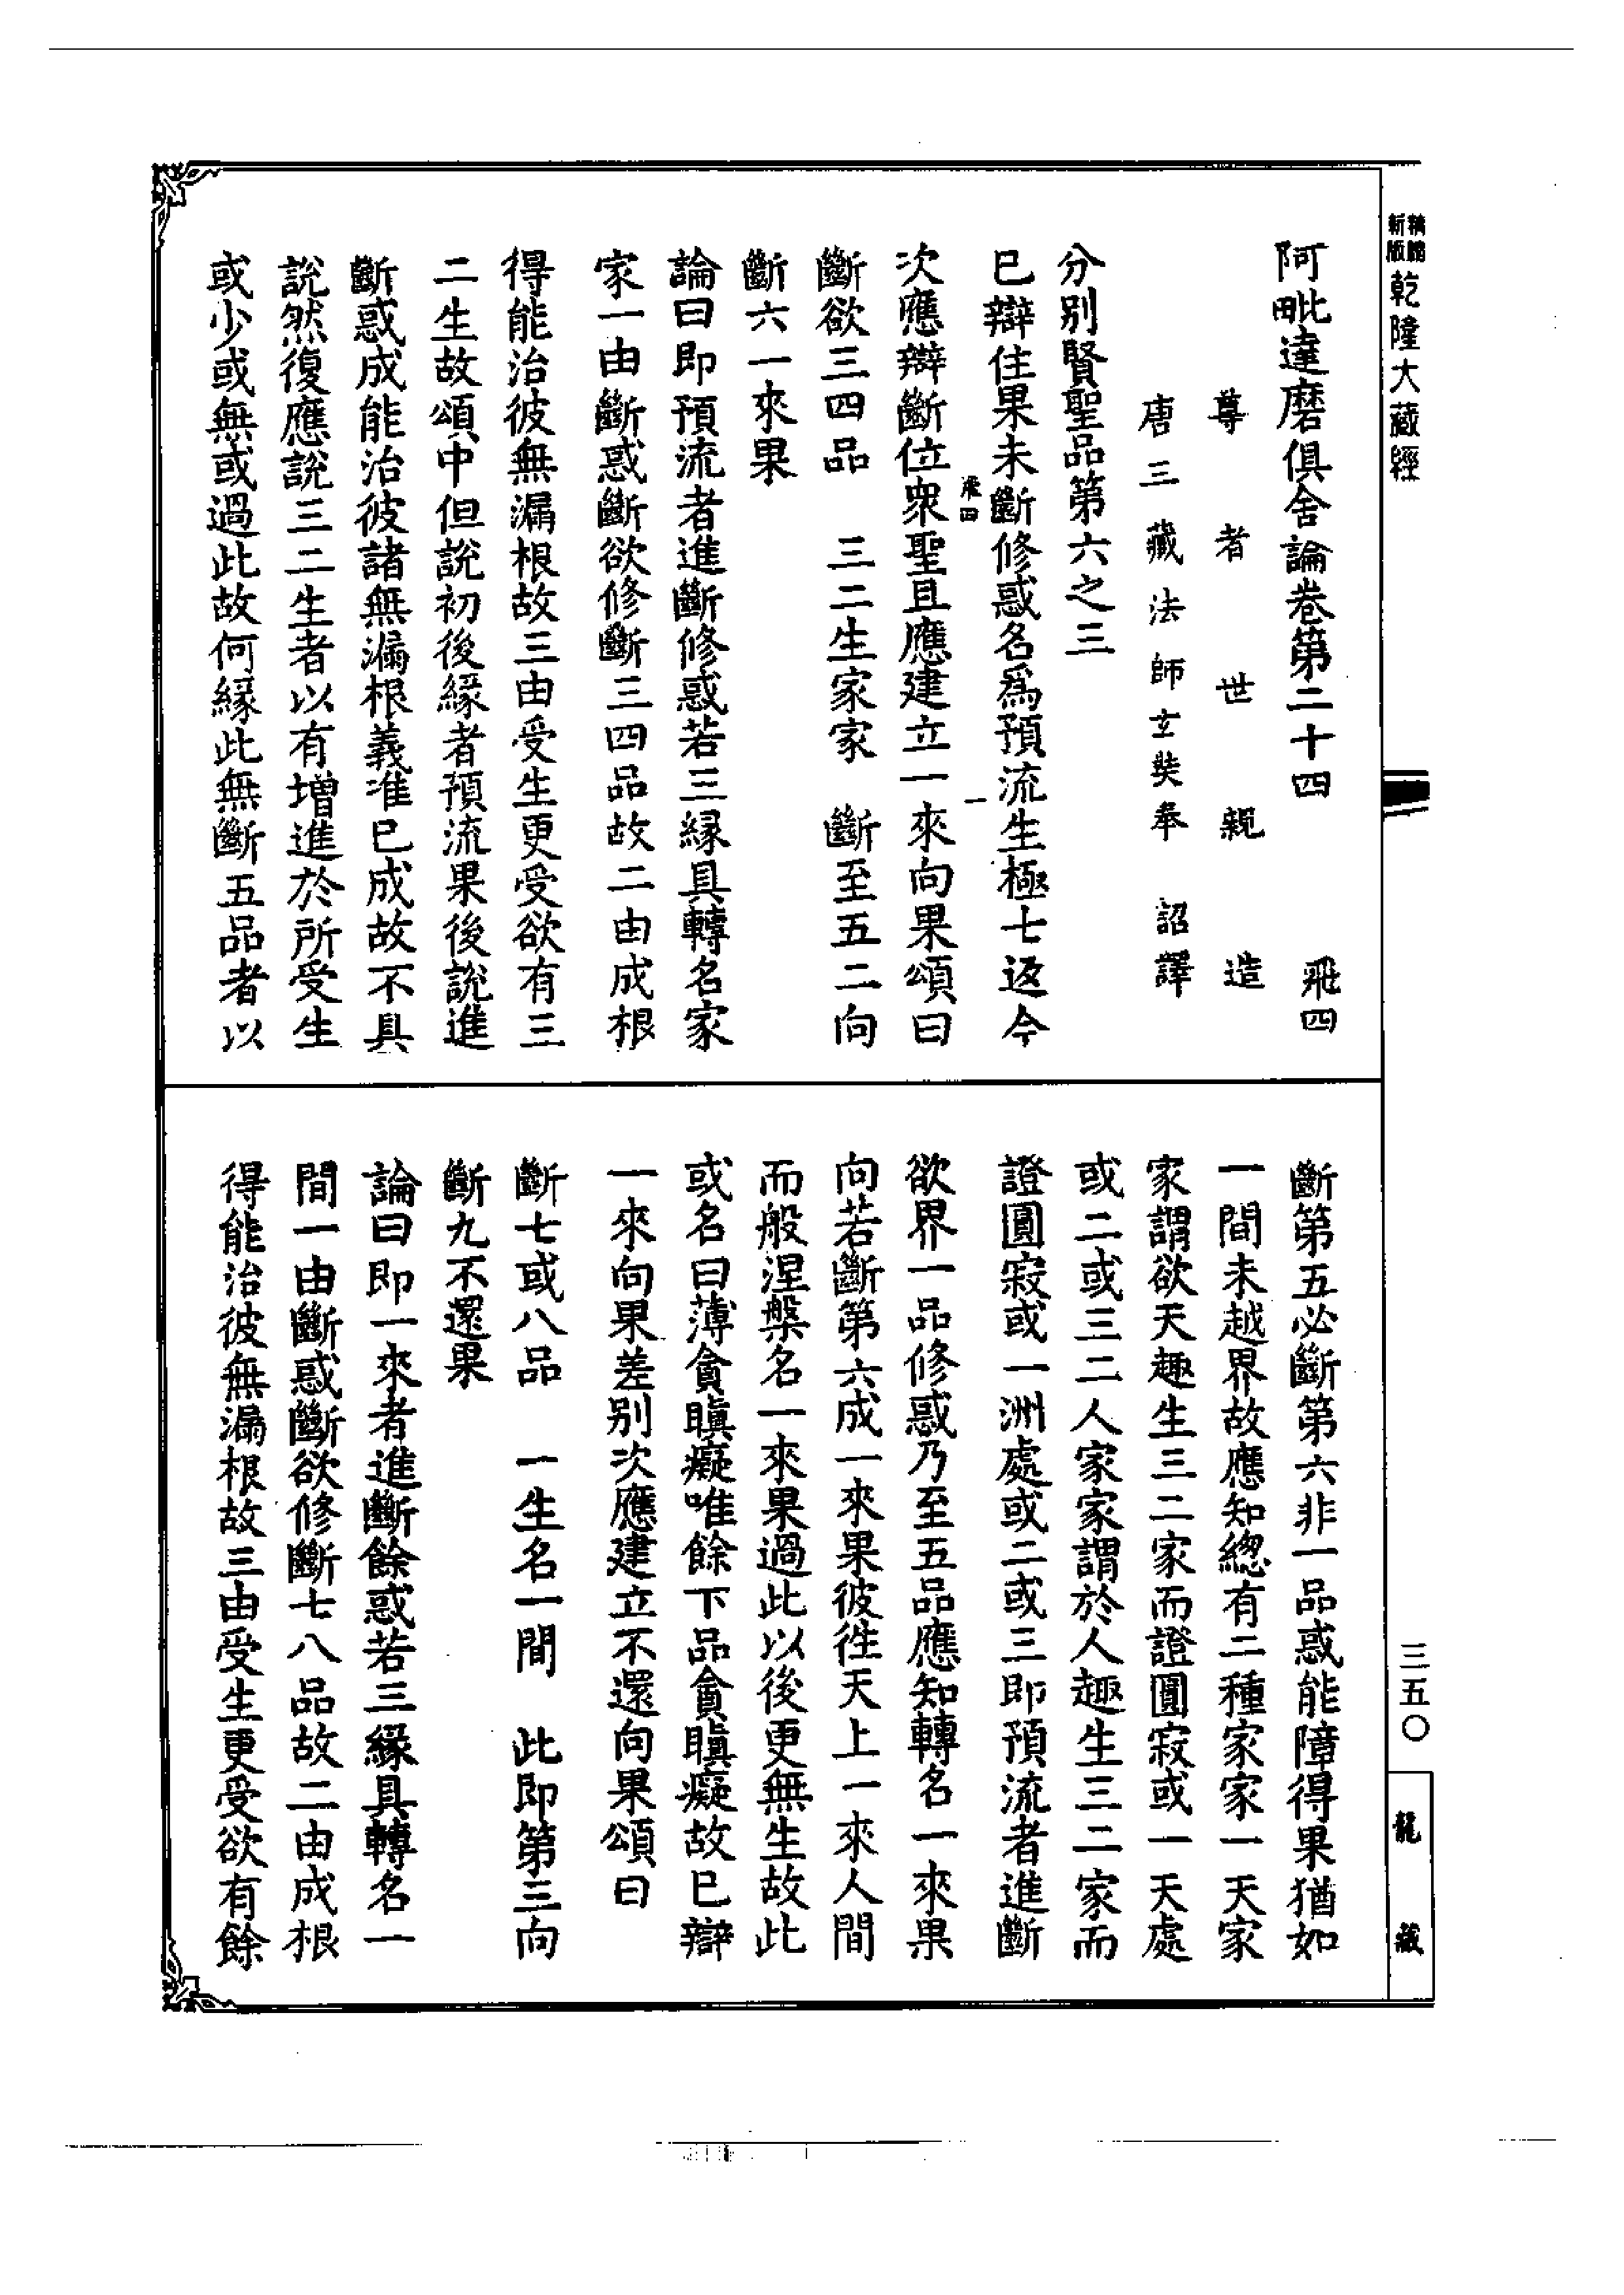 精縮
新版
乾隆大藏經
阿毗達磨俱舍論卷第二十四 飛四
尊者世親造
唐三藏法師玄奘奉 詔譯
分別賢聖品第六之三
已辯住果未斷修惑名爲預流生極七返今
飛四 一
次應辯斷位衆聖且應建立一來向果頌曰
斷欲三四品 三二生家家 斷至五二向
斷六一來果
論曰即預流者進斷修惑若三緣具轉名家
家一由斷惑斷欲修斷三四品故二由成根
得能治彼無漏根故三由受生更受欲有三
二生故頌中但說初後緣者預流果後說進
斷惑成能治彼諸無漏根義准已成故不具
說然復應說三二生者以有增進於所受生
或少或無或過此故何緣此無斷五品者以
斷第五必斷第六非一品惑能障得果猶如
一間未越界故應知總有二種家家一天家
家謂欲天趣生三二家而證圓寂或一天處
或二或三二人家家謂於人趣生三二家而
證圓寂或一洲處或二或三即預流者進斷
欲界一品修惑乃至五品應知轉名一來果
向若斷第六成一來果彼徃天上一來人間
而般涅槃名一來果過此以後更無生故此
或名曰薄貪瞋癡唯餘下品貪瞋癡故已辯
一來向果差別次應建立不還向果頌曰
斷七或八品 一生名一間 此即第三向
斷九不還果
論曰即一來者進斷餘惑若三緣具轉名一
間一由斷惑斷欲修斷七八品故二由成根
得能治彼無漏根故三由受生更受欲有餘
三五〇
龍藏